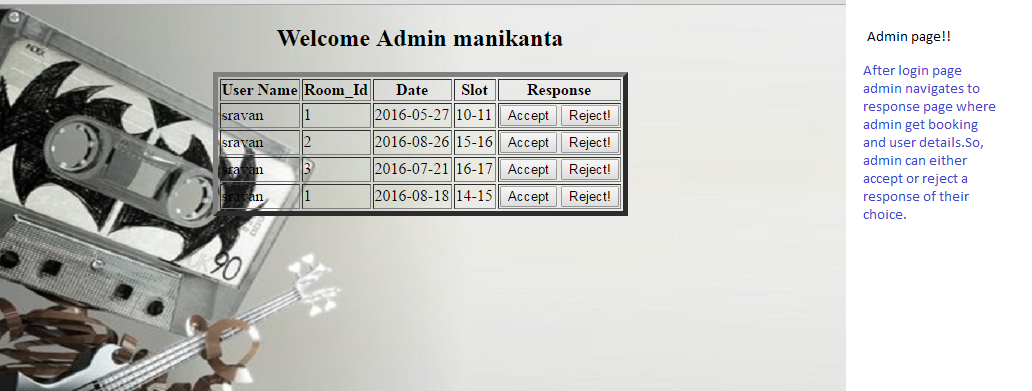 Welcome Admin manikanta
User Name Room_Id Date Slot Response
sravan 1 2016-05-27 10-11 Accept Reject!
sravan 2 2016-08-26 15-16 Accept Reject!
sravan 3 2016-07-21 16-17 Accept Reject!
sravan 1 2016-08-18 14-15 Accept Reject!
90
Admin page!!
After login page
admin navigates to
response page where
admin get booking
and user details.So,
admin can either
accept or reject a
response of their
choice.